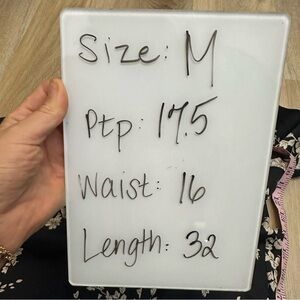 Size: M
Ptp: 17.5
Waist: 16
Length: 32